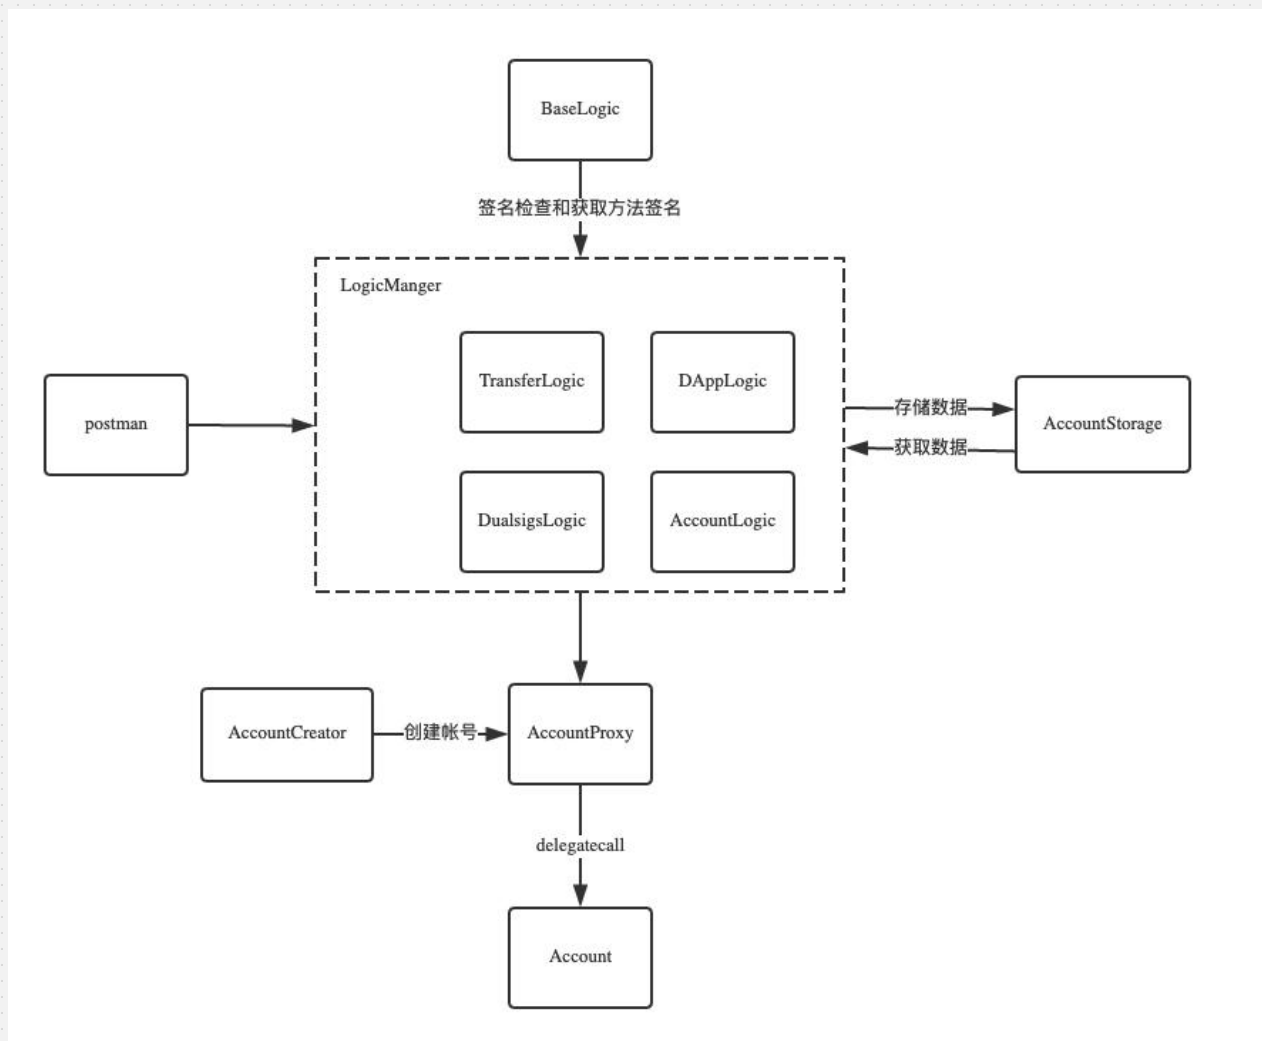 BaseLogic
签名检查和获取方法签名
LogicManger
TransferLogic
DAppLogic
postman
存储数据
AccountStorage
获取数据
DualsigsLogic
AccountLogic
AccountCreator
创建帐号
AccountProxy
delegatecall
Account